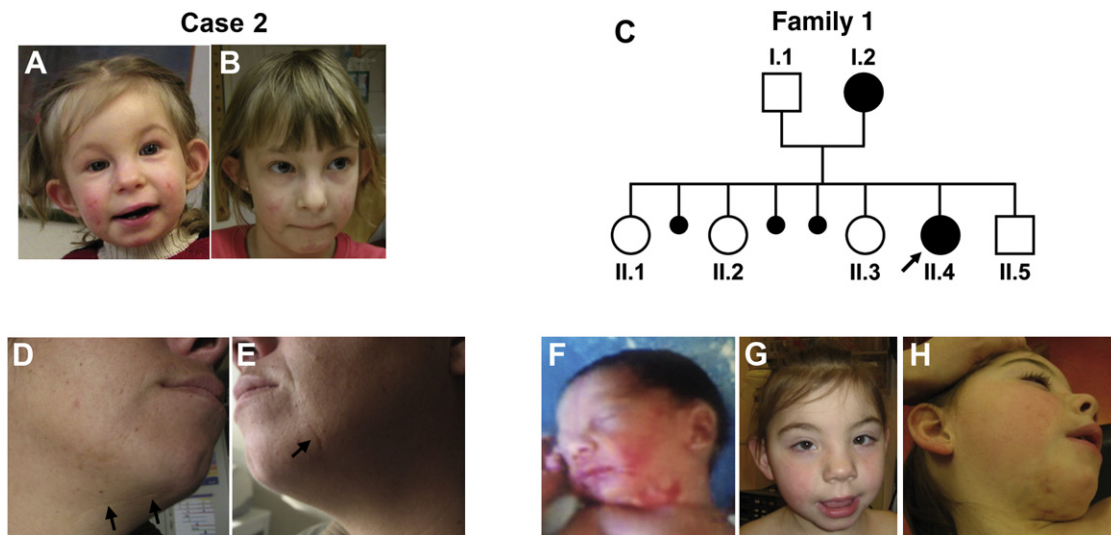 Case 2
A
B
C
Family 1
I.1
I.2
II.1
II.2
II.3
II.4
II.5
D
E
F
G
H